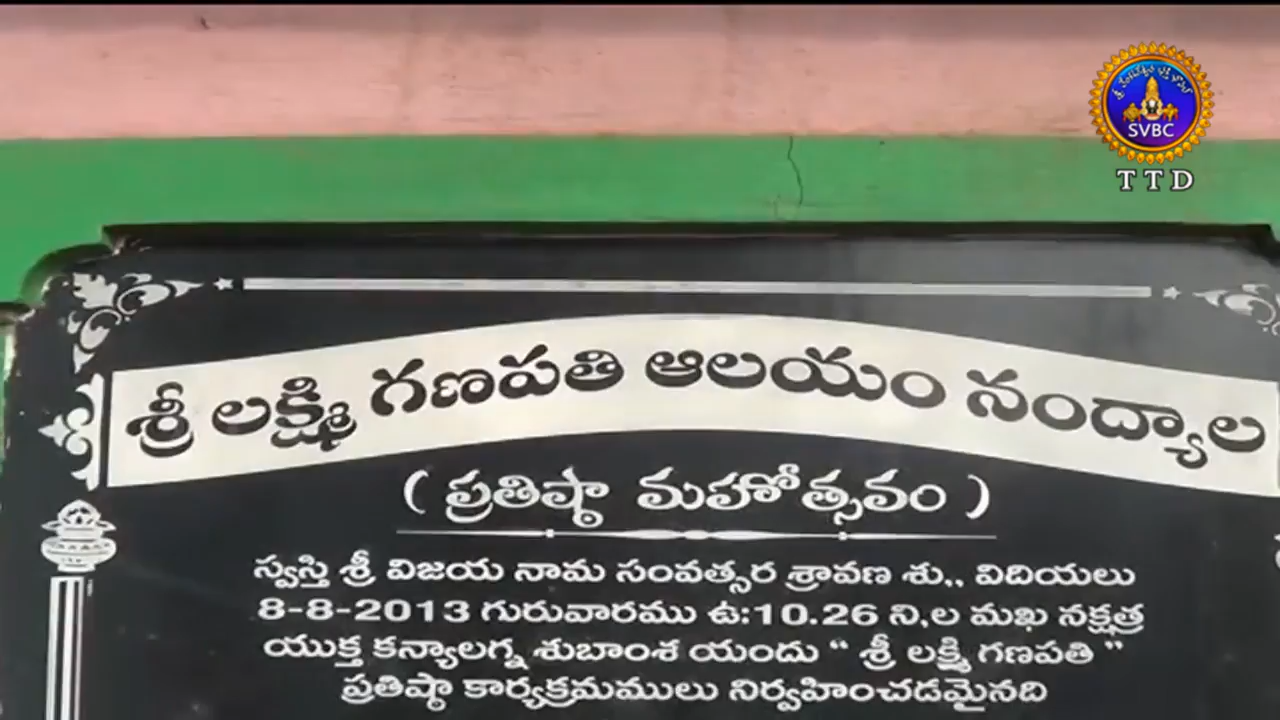 SVBC
TTD
శ్రీ లక్ష్మి గణపతి ఆలయం నంద్యాల
( ప్రతిష్ఠా మహోత్సవం )
స్వస్తి శ్రీ విజయ నామ సంవత్సర శ్రావణ శు,, విదియలు
8-8-2013 గురువారము ఉ:10.26 ని,ల మఖ నక్షత్ర
యుక్త కన్యాలగ్న శుబాంశ యందు " శ్రీ లక్ష్మి గణపతి "
ప్రతిష్ఠా కార్యక్రమములు నిర్వహించడమైనది